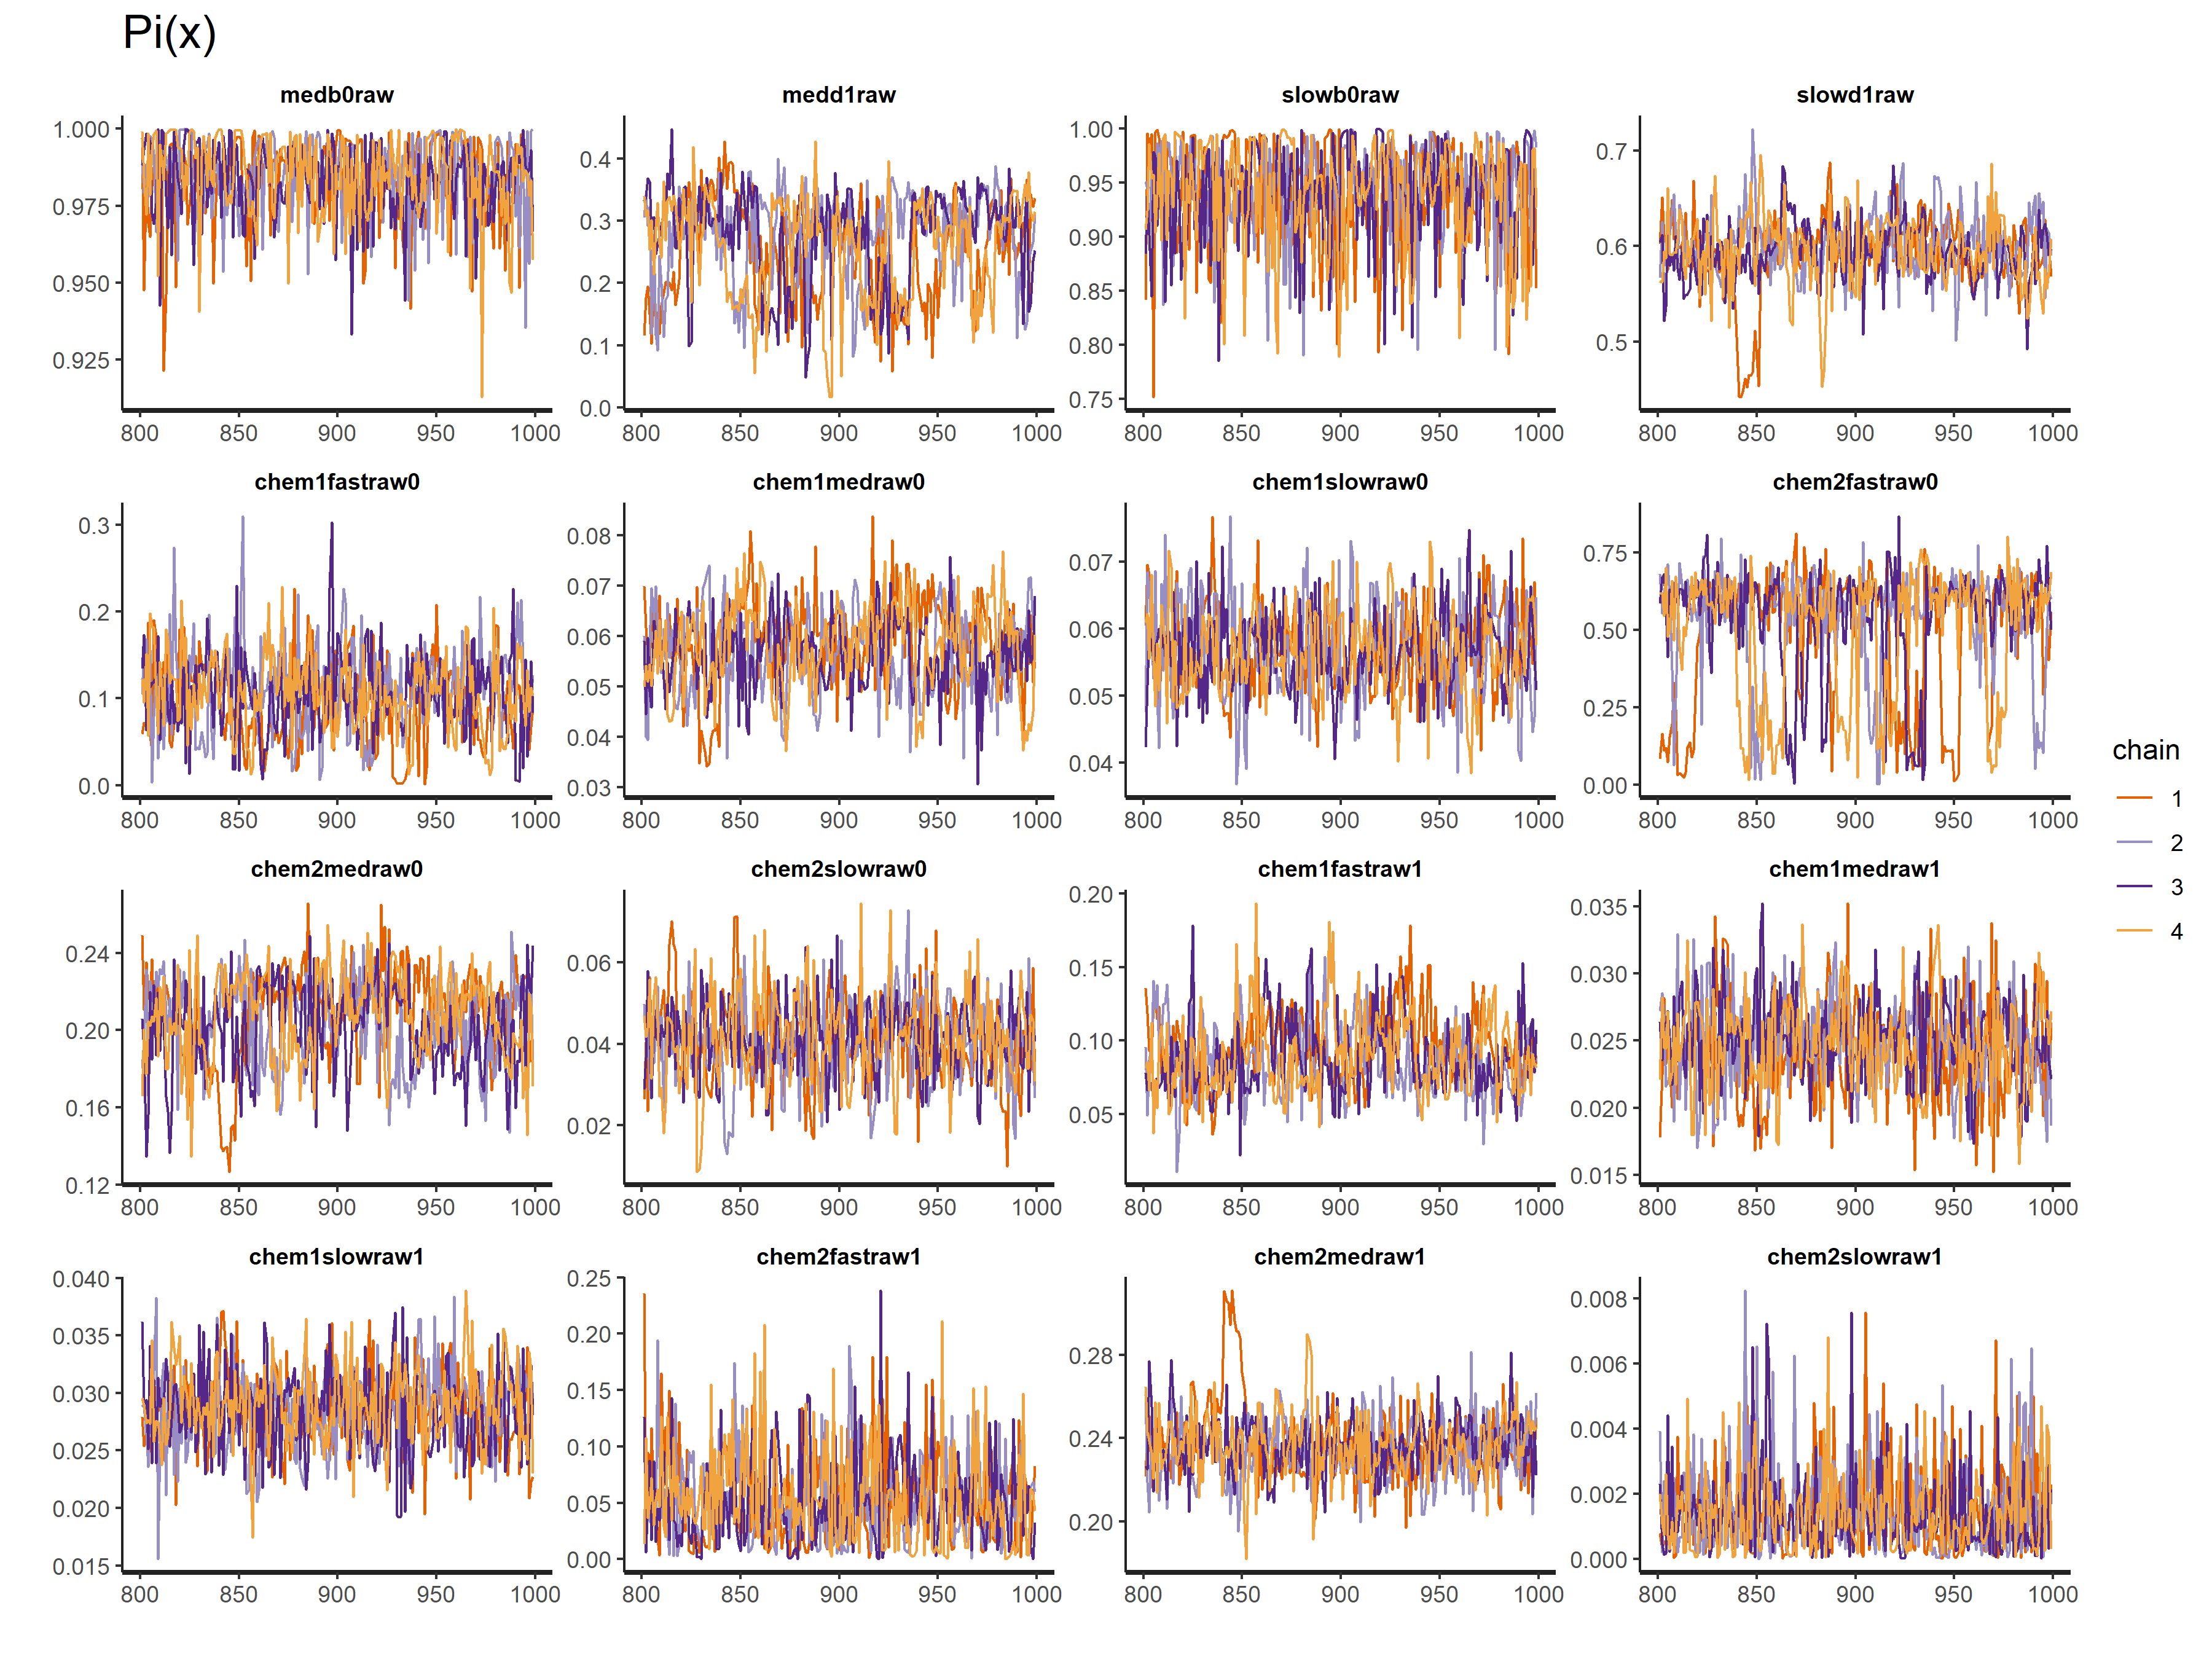 Pi(x)
medb0raw medd1raw slowb0raw slowd1raw
1.000 0.4 1.00 0.7
0.975 0.3 0.95 0.6
0.950 0.2 0.90 0.5
0.925 0.1 0.85
0.0 0.80
0.75
800 850 900 950 1000 800 850 900 950 1000 800 850 900 950 1000 800 850 900 950 1000
chem1fastraw0 chem1medraw0 chem1slowraw0 chem2fastraw0
0.3 0.08 0.07 0.75
0.2 0.07 0.06 0.50
0.1 0.06 0.05 0.25
0.0 0.05 0.04 0.00
0.04
0.03
800 850 900 950 1000 800 850 900 950 1000 800 850 900 950 1000 800 850 900 950 1000
chem2medraw0 chem2slowraw0 chem1fastraw1 chem1medraw1
0.24 0.06 0.20 0.035
0.20 0.04 0.15 0.030
0.16 0.02 0.10 0.025
0.12 0.05 0.020
0.015
800 850 900 950 1000 800 850 900 950 1000 800 850 900 950 1000 800 850 900 950 1000
chem1slowraw1 chem2fastraw1 chem2medraw1 chem2slowraw1
0.040 0.25 0.28 0.008
0.035 0.20 0.24 0.006
0.030 0.15 0.20 0.004
0.025 0.10 0.002
0.020 0.05 0.000
0.015 0.00
800 850 900 950 1000 800 850 900 950 1000 800 850 900 950 1000 800 850 900 950 1000
chain
1
2
3
4